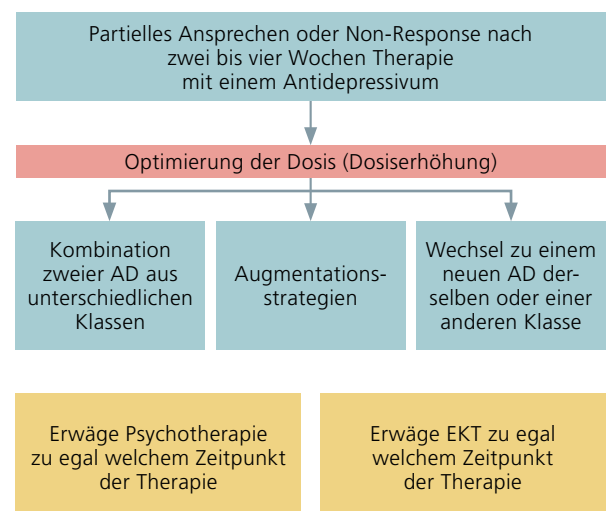 Partielles Ansprechen oder Non-Response nach
zwei bis vier Wochen Therapie
mit einem Antidepressivum
Optimierung der Dosis (Dosiserhöhung)
Kombination
zweier AD aus
unterschiedlichen
Klassen
Augmentations-
strategien
Wechsel zu einem
neuen AD der-
selben oder einer
anderen Klasse
Erwäge Psychotherapie
zu egal welchem Zeitpunkt
der Therapie
Erwäge EKT zu egal
welchem Zeitpunkt
der Therapie